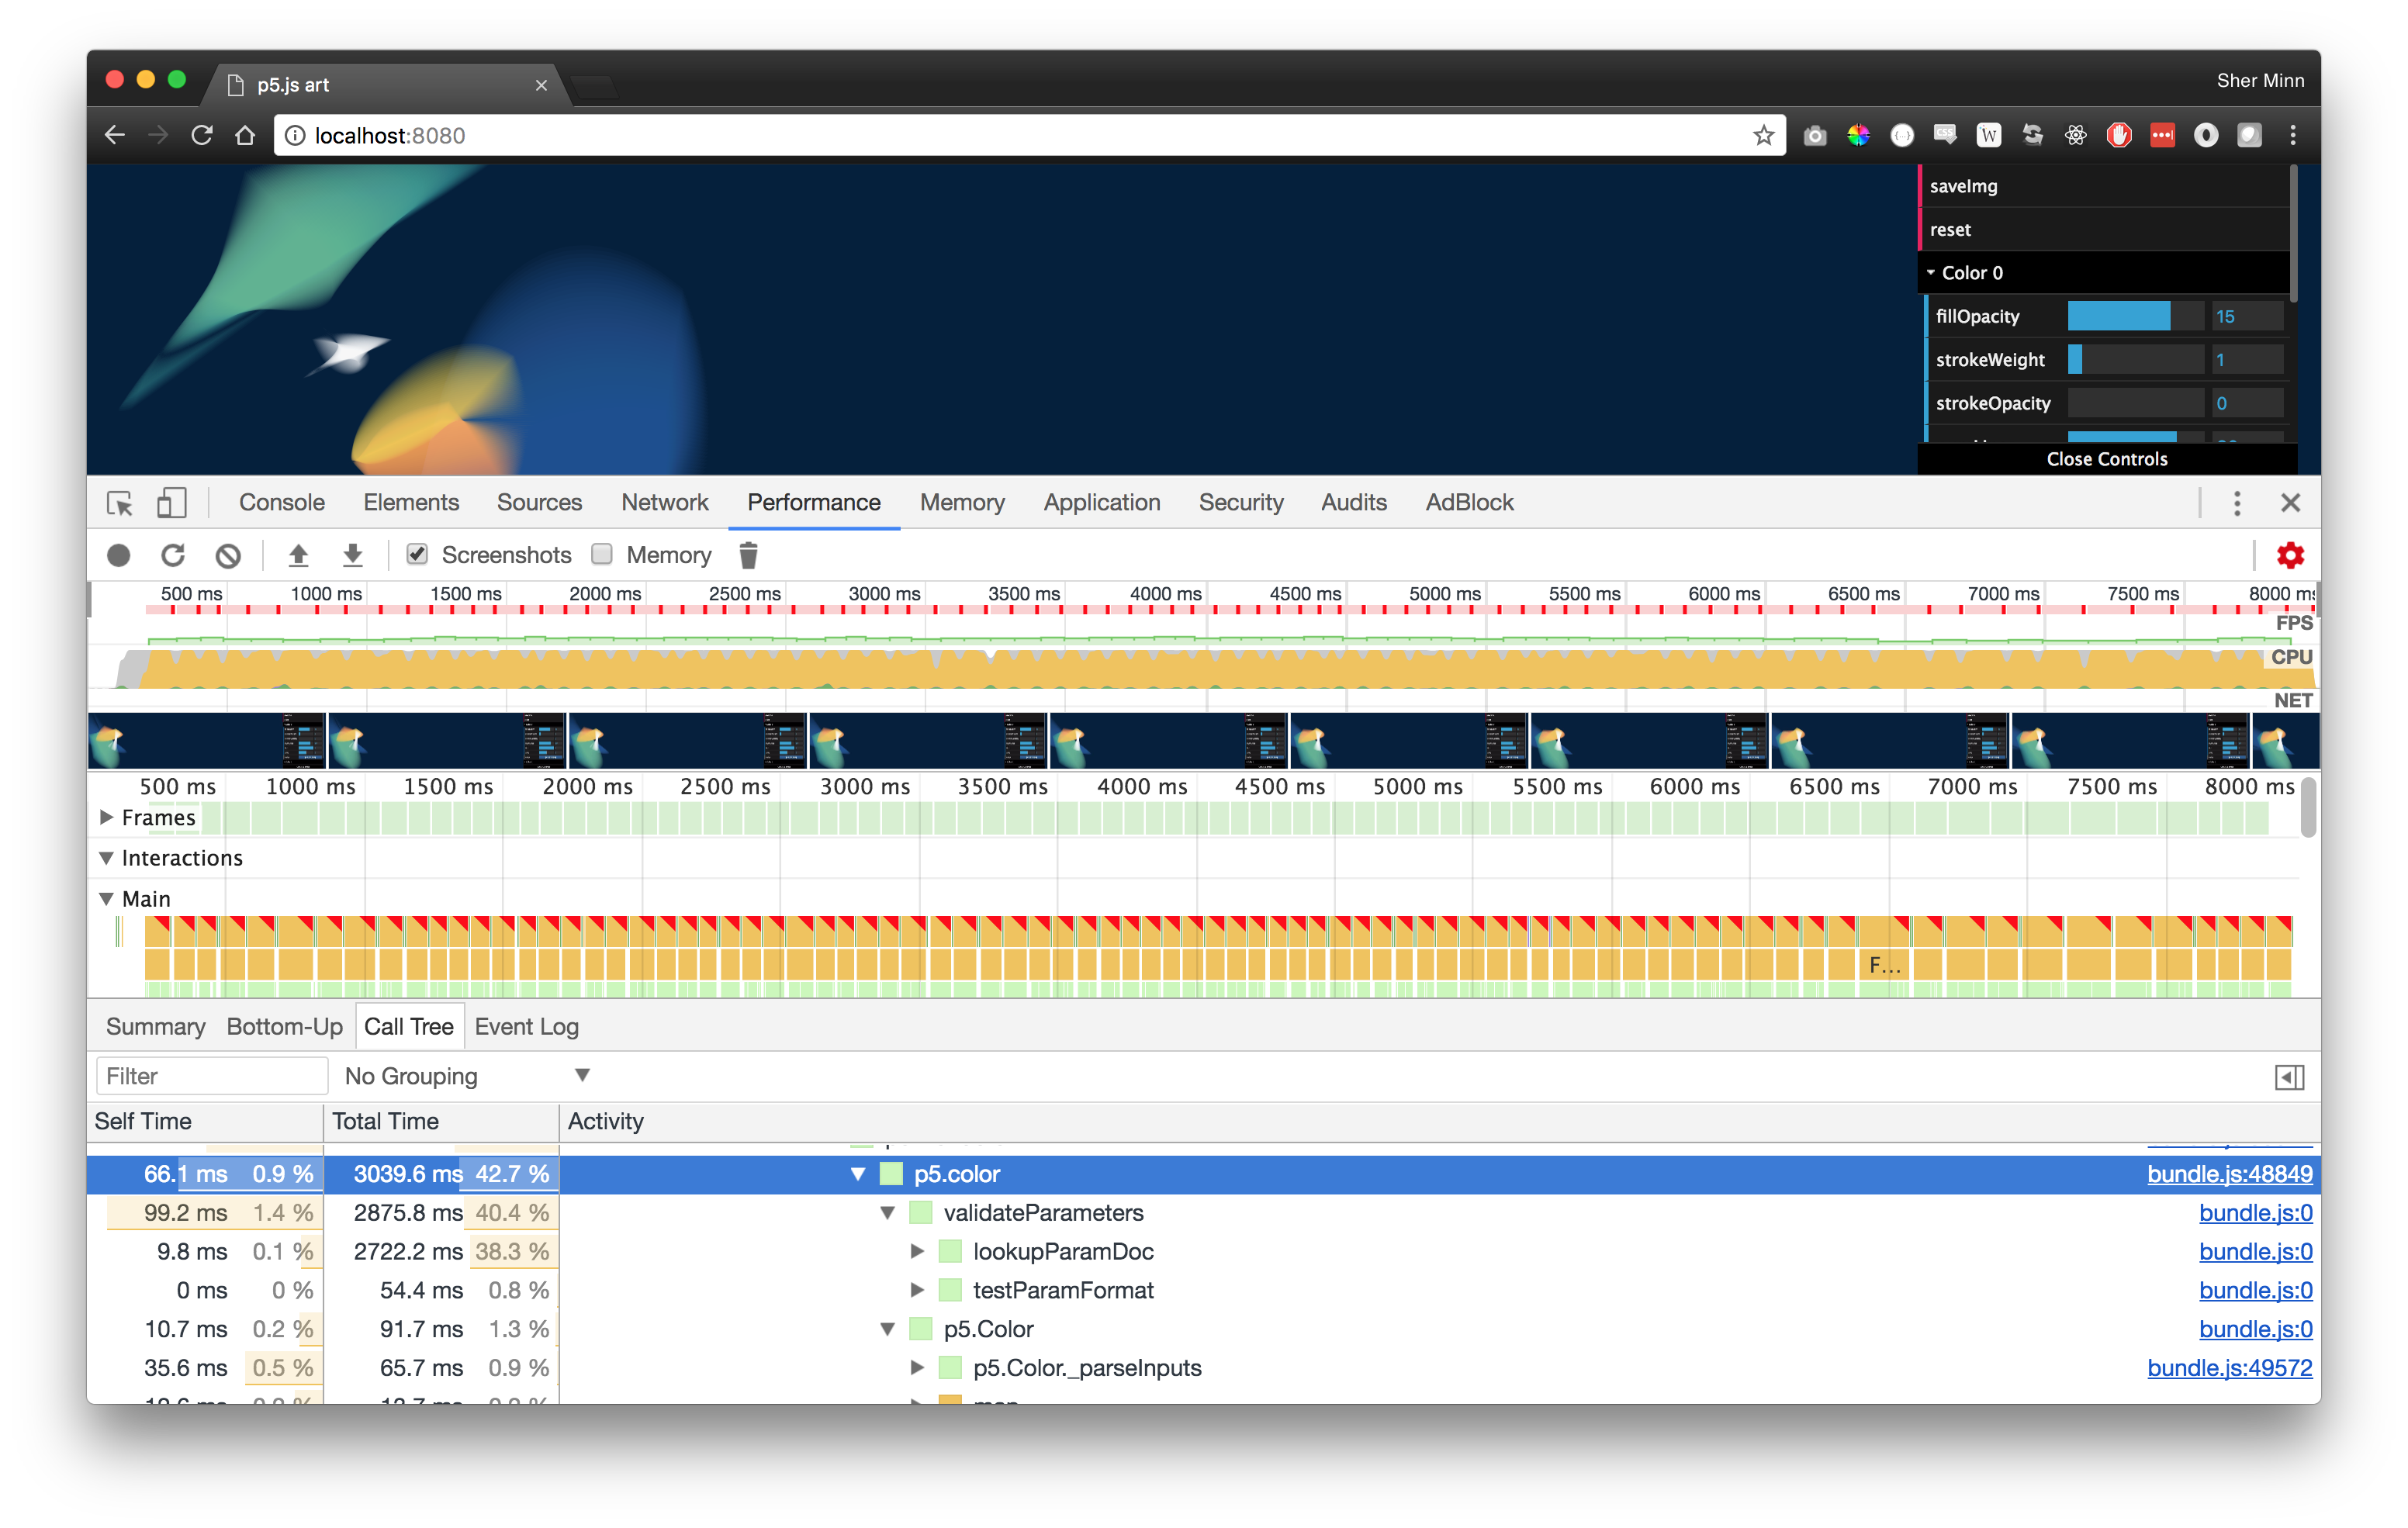 p5.js art
Sher Minn
localhost:8080
saveImg
reset
Color 0
fillOpacity 15
strokeWeight 1
strokeOpacity 0
Close Controls
Console Elements Sources Network Performance Memory Application Security Audits AdBlock
Screenshots Memory
500 ms 1000 ms 1500 ms 2000 ms 2500 ms 3000 ms 3500 ms 4000 ms 4500 ms 5000 ms 5500 ms 6000 ms 6500 ms 7000 ms 7500 ms 8000 ms
FPS
CPU
NET
500 ms 1000 ms 1500 ms 2000 ms 2500 ms 3000 ms 3500 ms 4000 ms 4500 ms 5000 ms 5500 ms 6000 ms 6500 ms 7000 ms 7500 ms 8000 ms
Frames
Interactions
Main
F...
Summary Bottom-Up Call Tree Event Log
Filter No Grouping
Self Time Total Time Activity
66.1 ms 0.9 % 3039.6 ms 42.7 % p5.color bundle.js:48849
99.2 ms 1.4 % 2875.8 ms 40.4 % validateParameters bundle.js:0
9.8 ms 0.1 % 2722.2 ms 38.3 % lookupParamDoc bundle.js:0
0 ms 0 % 54.4 ms 0.8 % testParamFormat bundle.js:0
10.7 ms 0.2 % 91.7 ms 1.3 % p5.Color bundle.js:0
35.6 ms 0.5 % 65.7 ms 0.9 % p5.Color._parseInputs bundle.js:49572